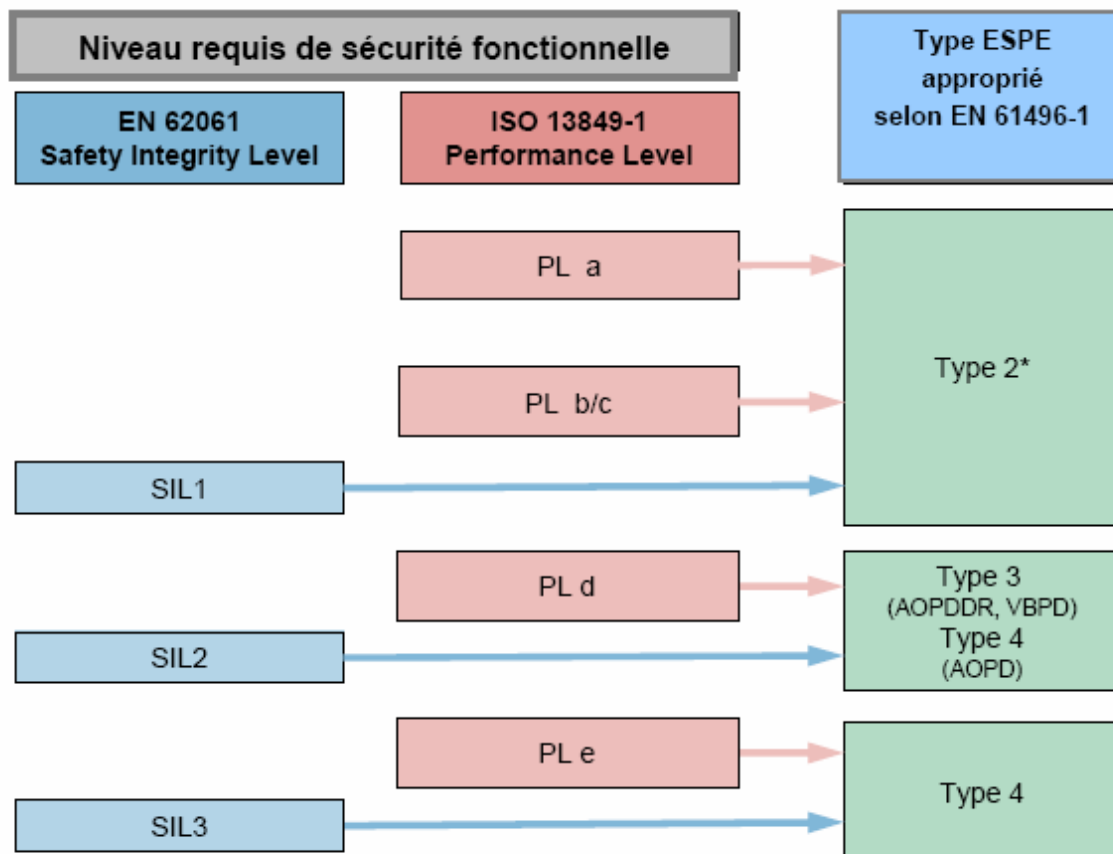 Niveau requis de sécurité fonctionnelle
Type ESPE
approprié
selon EN 61496-1
EN 62061
Safety Integrity Level
ISO 13849-1
Performance Level
PL a
PL b/c
Type 2*
SIL1
PL d
Type 3
(AOPDDR, VBPD)
Type 4
(AOPD)
SIL2
PL e
Type 4
SIL3